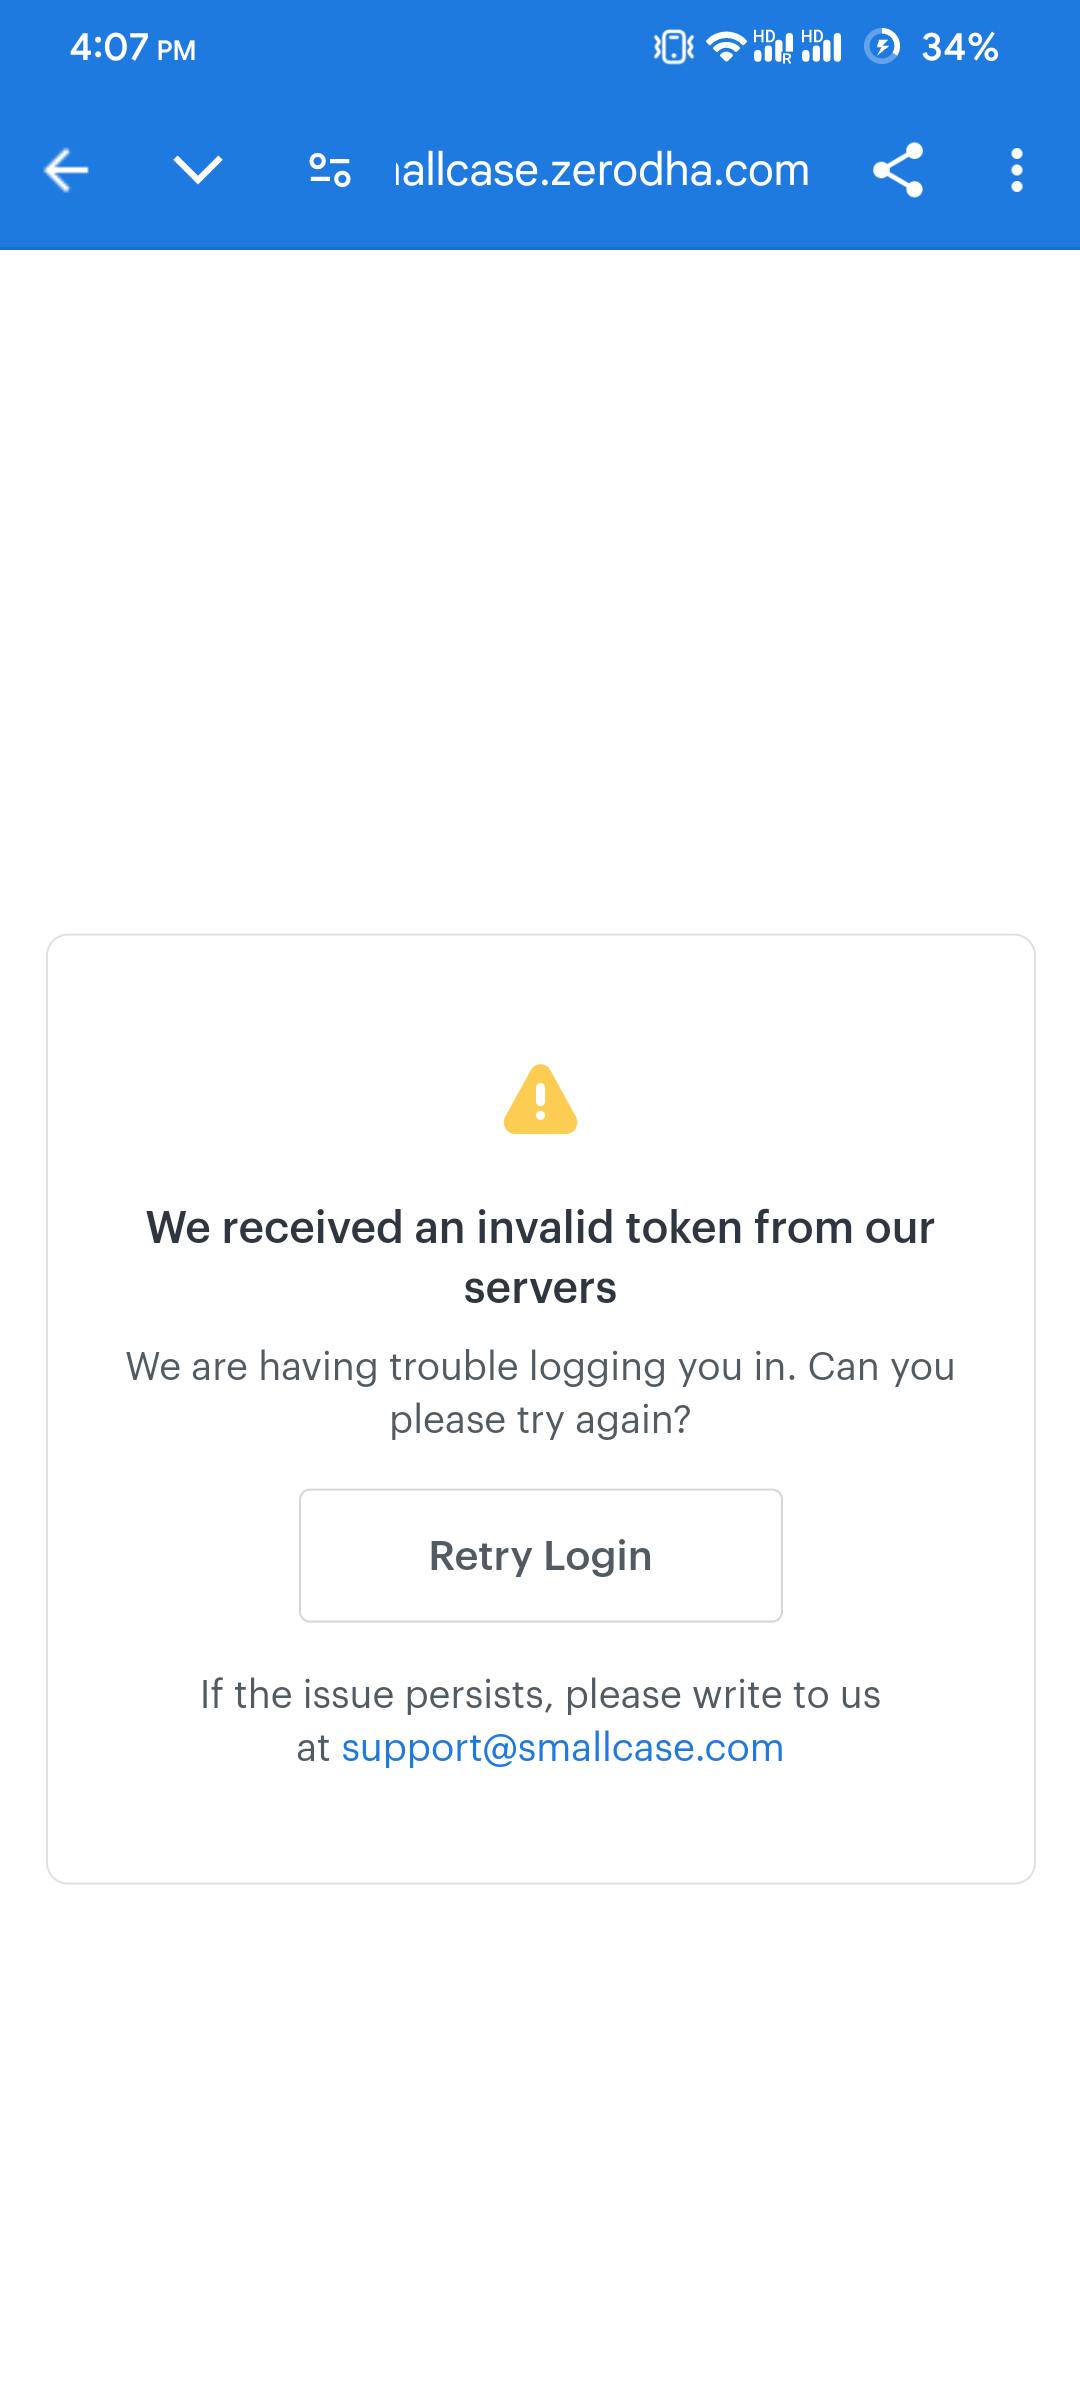 4:07 PM
HD R HD 34%
allcase.zerodha.com
We received an invalid token from our
servers
We are having trouble logging you in. Can you
please try again?
Retry Login
If the issue persists, please write to us
at support@smallcase.com